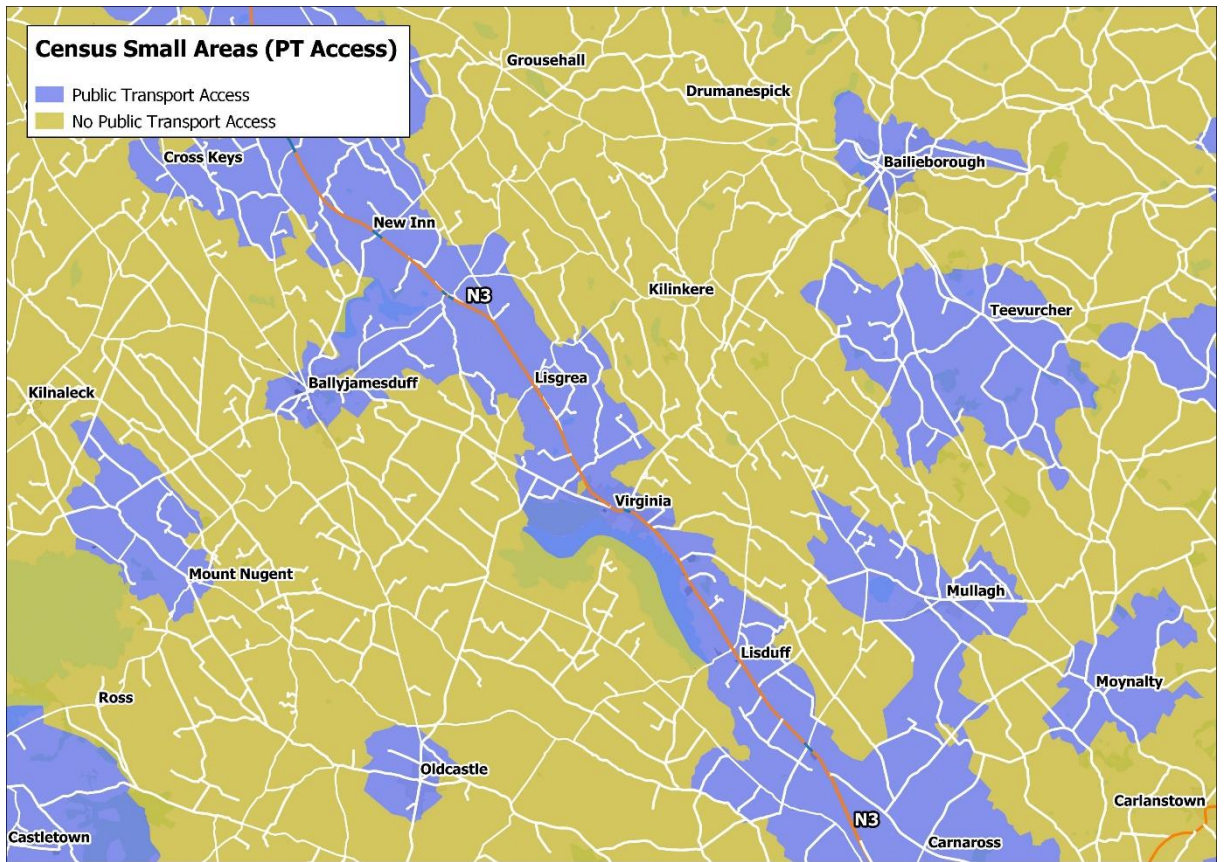 Census Small Areas (PT Access)
Public Transport Access
No Public Transport Access
Grousehall
Drumanespick
Cross Keys
Bailieborough
New Inn
N3
Kilinkere
Teevurcher
Lisgrea
Ballyjamesduff
Kilnaleck
Virginia
Mount Nugent
Mullagh
Lisduff
Moynalty
Ross
Oldcastle
Carlanstown
N3
Castletown
Carnaross